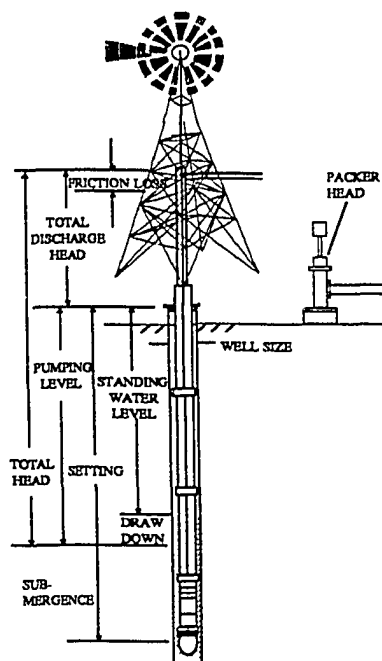 FRICTION LOSS
PACKER
HEAD
TOTAL
DISCHARGE
HEAD
WELL SIZE
PUMPING
LEVEL
STANDING
WATER
LEVEL
TOTAL
HEAD
SETTING
DRAW
DOWN
SUB-
MERGENCE